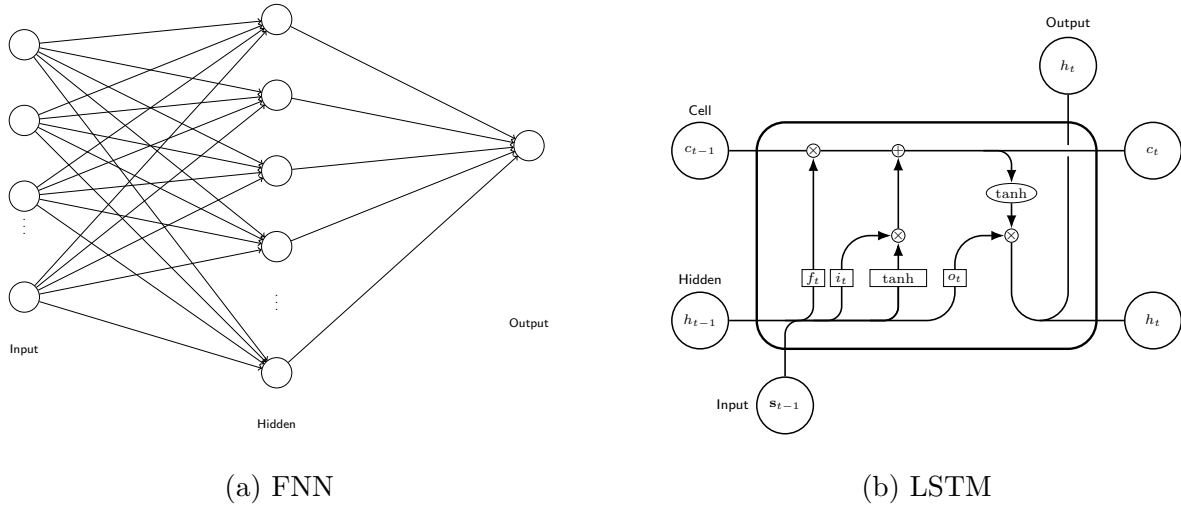 Input
⋮
⋮
Hidden
Output
(a) FNN
Output
h_t
Cell
c_{t−1}
×
+
c_t
tanh
×
×
f_t
i_t
tanh
o_t
Hidden
h_{t−1}
h_t
Input
s_{t−1}
(b) LSTM